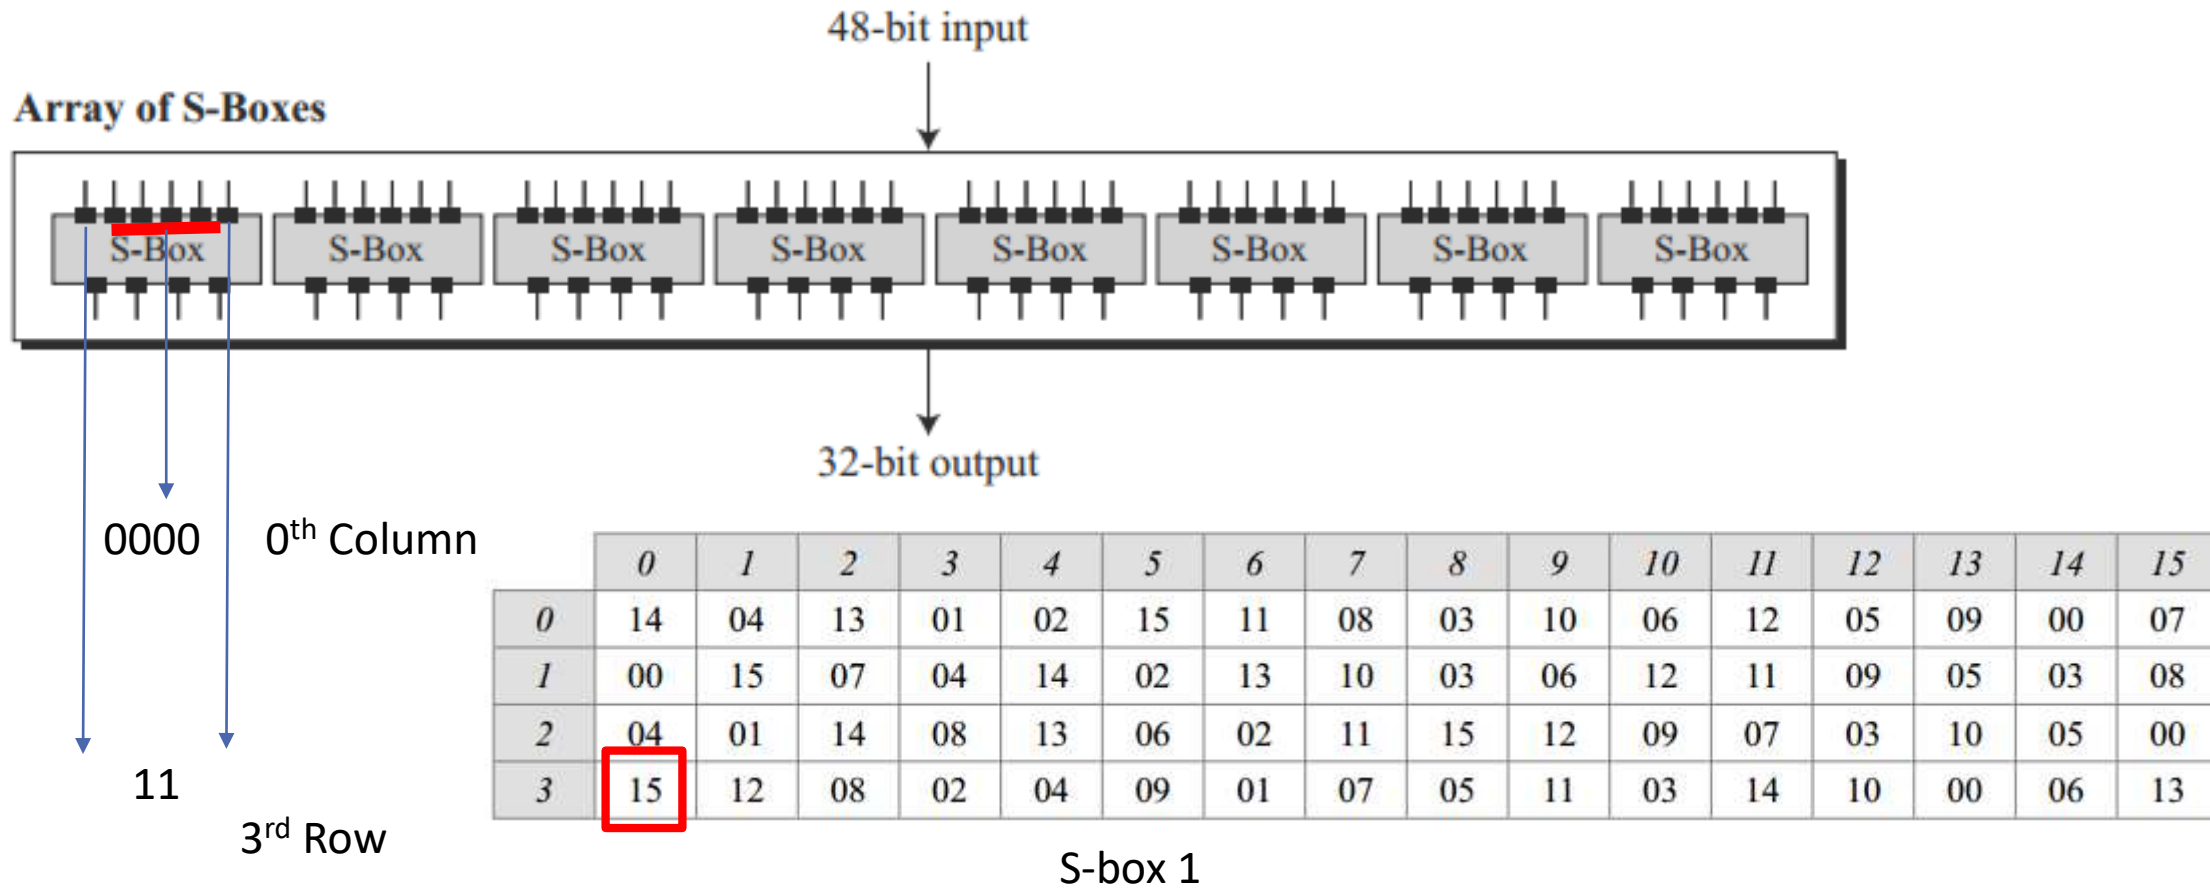 48-bit input
Array of S-Boxes
S-Box S-Box S-Box S-Box S-Box S-Box S-Box S-Box
32-bit output
0000 0th Column
11
3rd Row
0 1 2 3 4 5 6 7 8 9 10 11 12 13 14 15
0 14 04 13 01 02 15 11 08 03 10 06 12 05 09 00 07
1 00 15 07 04 14 02 13 10 03 06 12 11 09 05 03 08
2 04 01 14 08 13 06 02 11 15 12 09 07 03 10 05 00
3 15 12 08 02 04 09 01 07 05 11 03 14 10 00 06 13
S-box 1